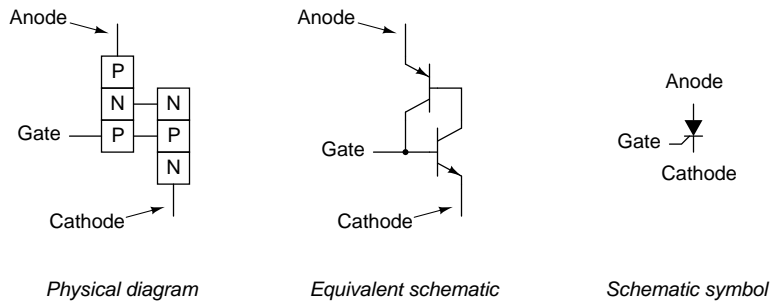 Anode
P
N N
Gate P P
N
Cathode
Physical diagram
Anode
Gate
Cathode
Equivalent schematic
Anode
Gate
Cathode
Schematic symbol